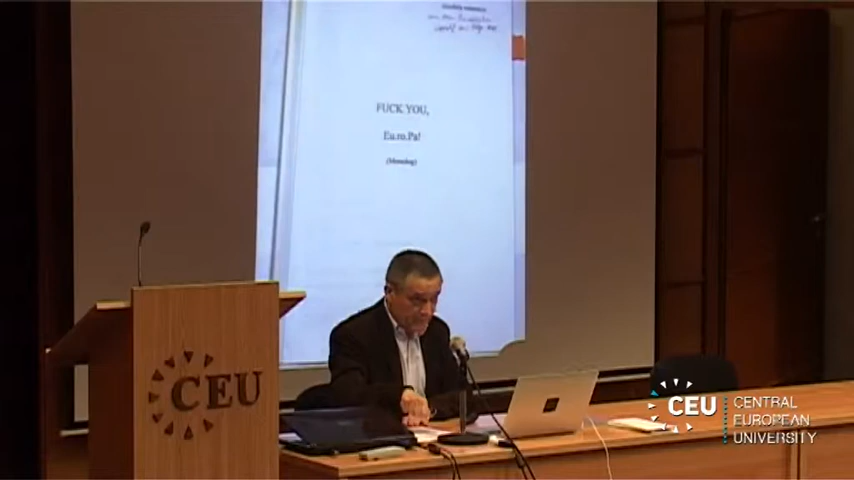 FUCK YOU,
Eu.ro.Pa!
(Monolog)
CEU
CEU
CENTRAL
EUROPEAN
UNIVERSITY